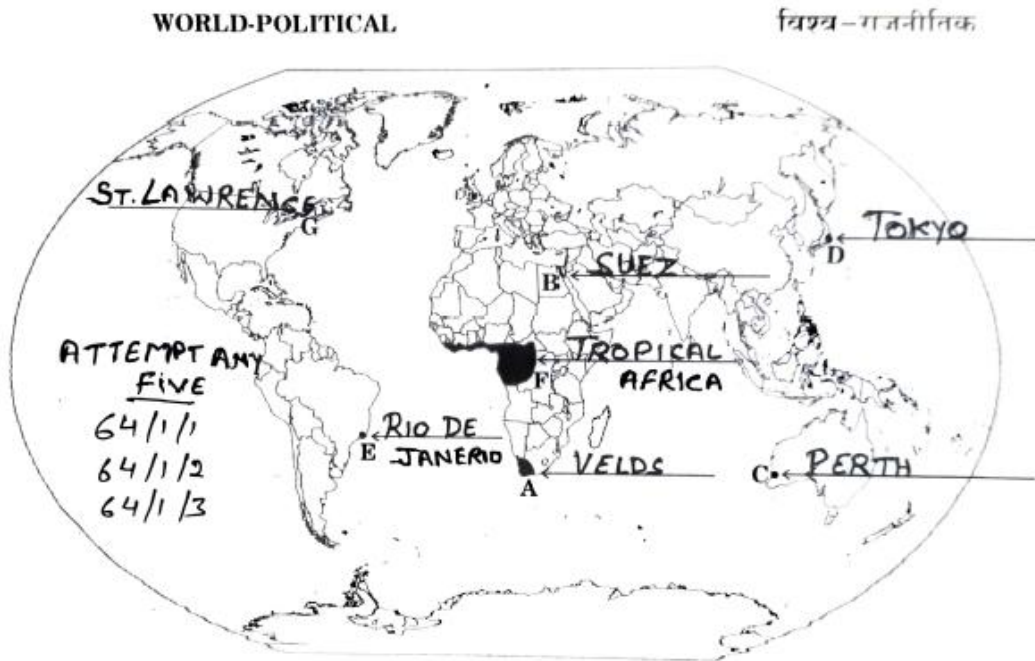 WORLD-POLITICAL
विश्व-राजनीतिक
ST. LAWRENCE
G
TOKYO
D
SUEZ
B
ATTEMPT ANY
FIVE
64/1/1
64/1/2
64/1/3
TROPICAL
AFRICA
F
RIO DE
JANERIO
E
VELDS
A
PERTH
C